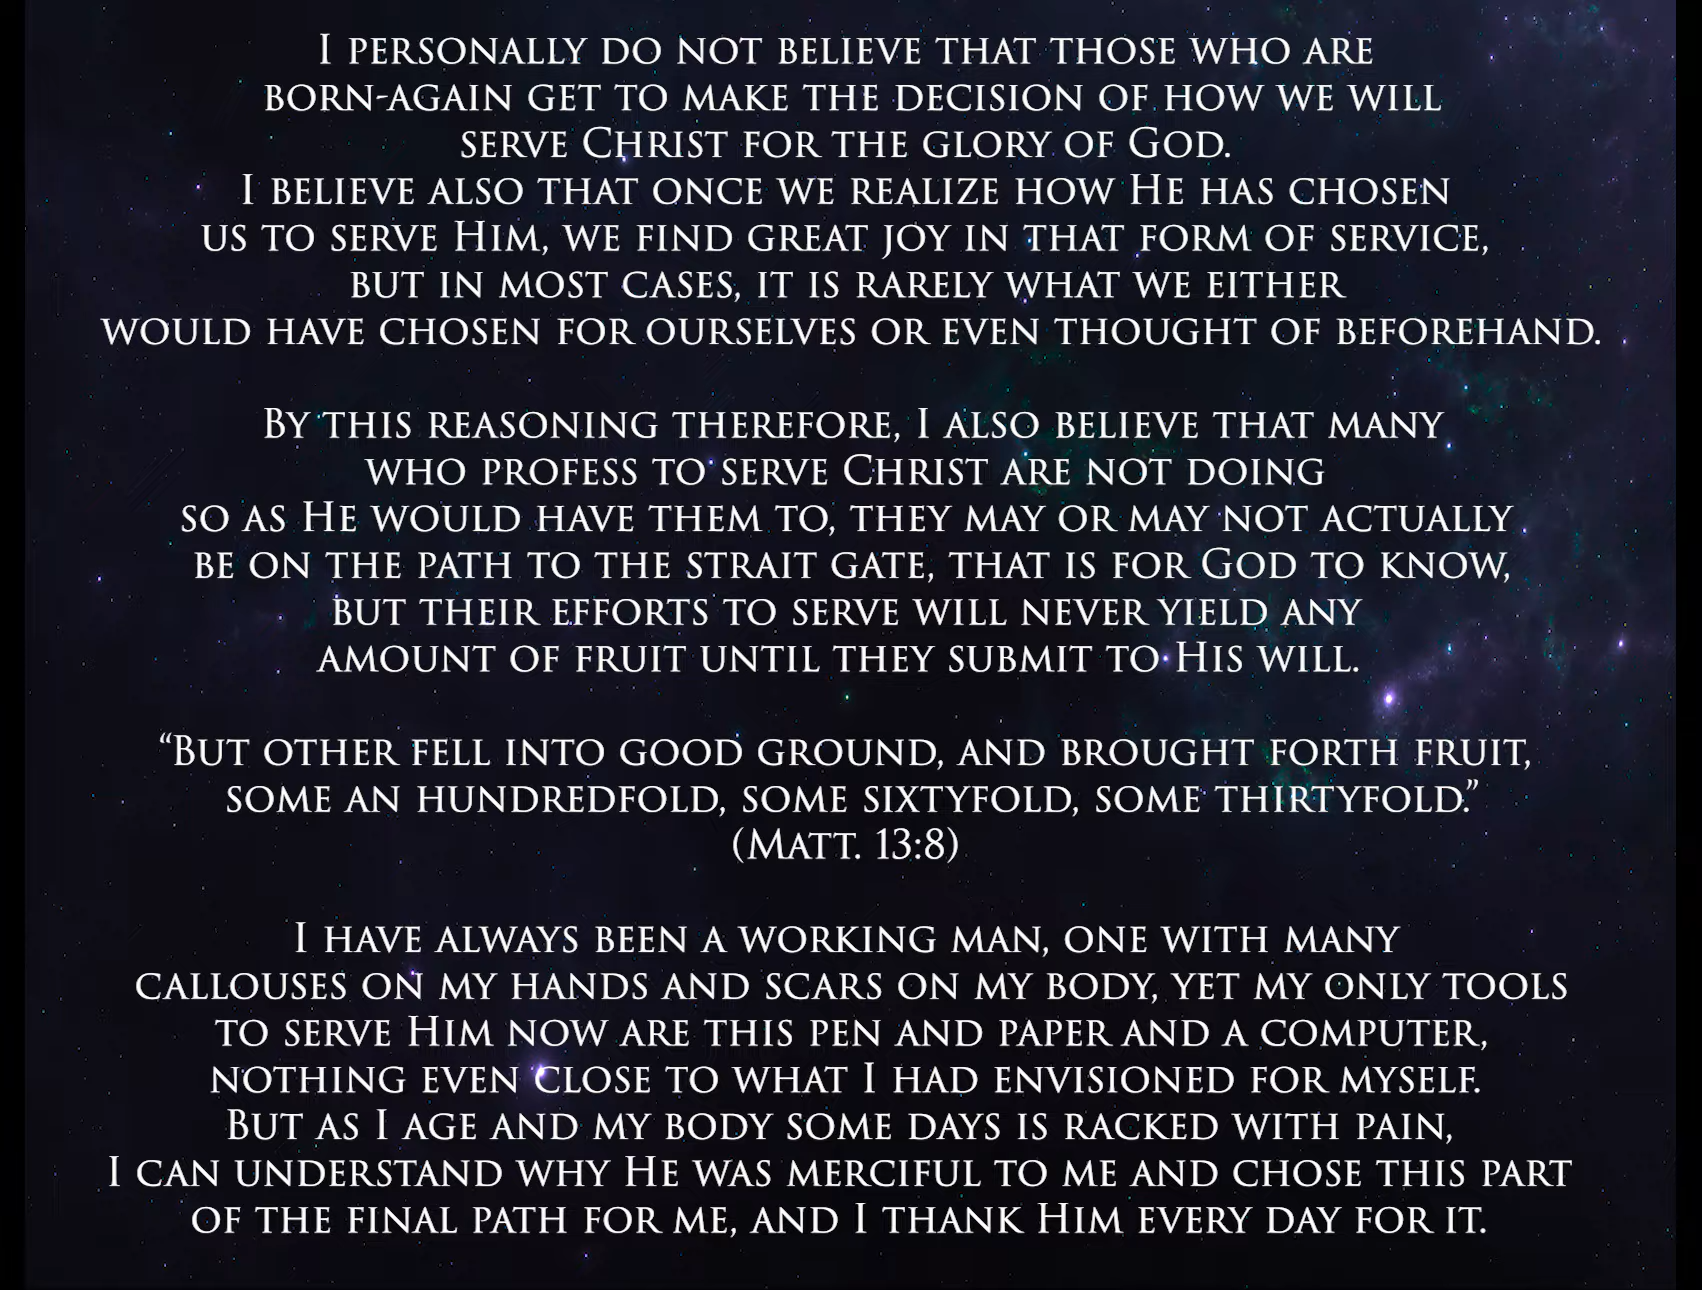 I personally do not believe that those who are
born-again get to make the decision of how we will
serve Christ for the glory of God.
I believe also that once we realize how He has chosen
us to serve Him, we find great joy in that form of service,
but in most cases, it is rarely what we either
would have chosen for ourselves or even thought of beforehand.
By this reasoning therefore, I also believe that many
who profess to serve Christ are not doing
so as He would have them to, they may or may not actually
be on the path to the strait gate, that is for God to know,
but their efforts to serve will never yield any
amount of fruit until they submit to His will.
“But other fell into good ground, and brought forth fruit,
some an hundredfold, some sixtyfold, some thirtyfold.”
(Matt. 13:8)
I have always been a working man, one with many
callouses on my hands and scars on my body, yet my only tools
to serve Him now are this pen and paper and a computer,
nothing even close to what I had envisioned for myself.
But as I age and my body some days is racked with pain,
I can understand why He was merciful to me and chose this part
of the final path for me, and I thank Him every day for it.